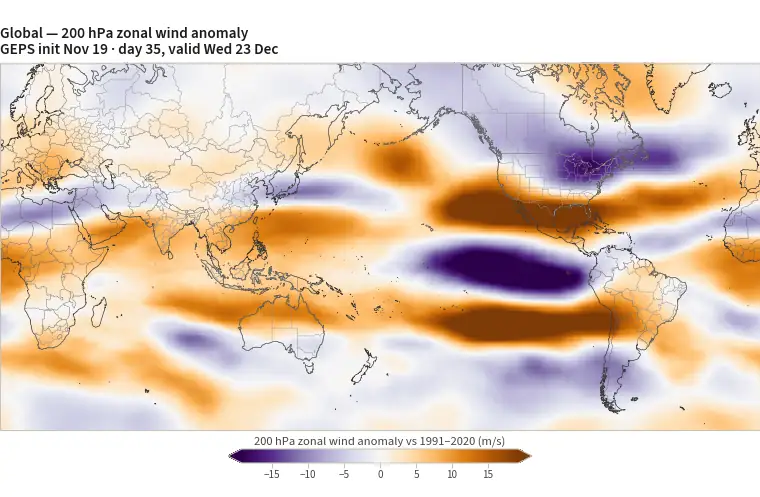 Global — 200 hPa zonal wind anomaly
GEPS init Nov 19 · day 35, valid Wed 23 Dec
200 hPa zonal wind anomaly vs 1991–2020 (m/s)
−15 −10 −5 0 5 10 15